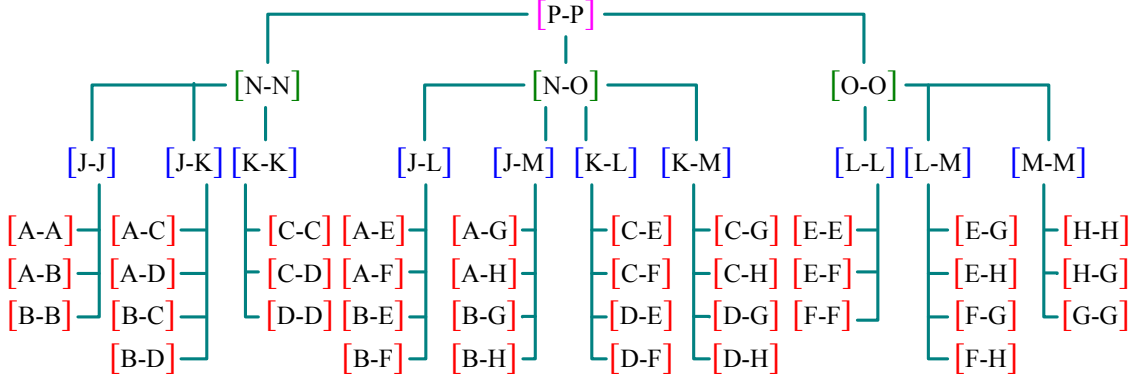 [P-P]
[N-N] [N-O] [O-O]
[J-J] [J-K] [K-K] [J-L] [J-M] [K-L] [K-M] [L-L] [L-M] [M-M]
[A-A] [A-C] [C-C] [A-E] [A-G] [C-E] [C-G] [E-E] [E-G] [H-H]
[A-B] [A-D] [C-D] [A-F] [A-H] [C-F] [C-H] [E-F] [E-H] [H-G]
[B-B] [B-C] [D-D] [B-E] [B-G] [D-E] [D-G] [F-F] [F-G] [G-G]
[B-D] [B-F] [B-H] [D-F] [D-H] [F-H]